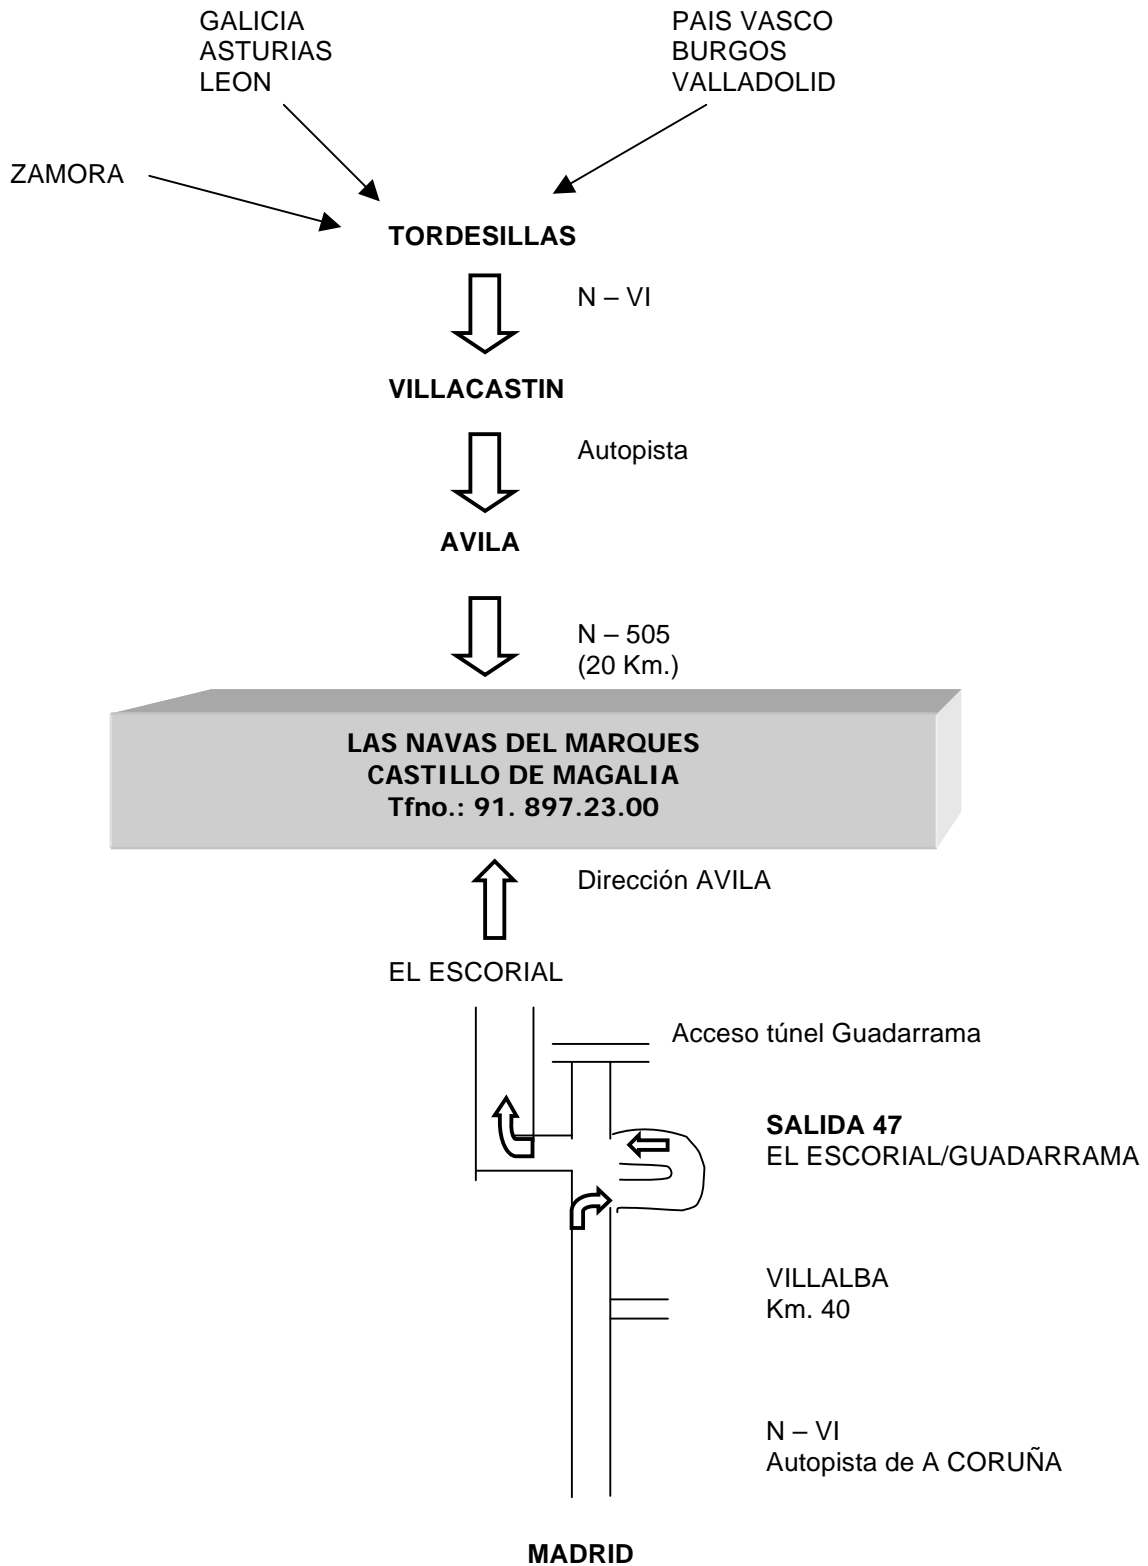 GALICIA
ASTURIAS
LEON
PAIS VASCO
BURGOS
VALLADOLID
ZAMORA
TORDESILLAS
N – VI
VILLACASTIN
Autopista
AVILA
N – 505
(20 Km.)
LAS NAVAS DEL MARQUES
CASTILLO DE MAGALIA
Tfno.: 91. 897.23.00
Dirección AVILA
EL ESCORIAL
Acceso túnel Guadarrama
SALIDA 47
EL ESCORIAL/GUADARRAMA
VILLALBA
Km. 40
N – VI
Autopista de A CORUÑA
MADRID